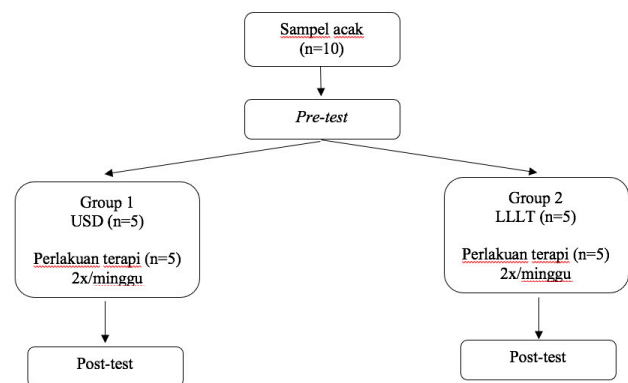 Sampel acak
(n=10)
Pre-test
Group 1
USD (n=5)
Perlakuan terapi (n=5)
2x/minggu
Group 2
LLLT (n=5)
Perlakuan terapi (n=5)
2x/minggu
Post-test
Post-test